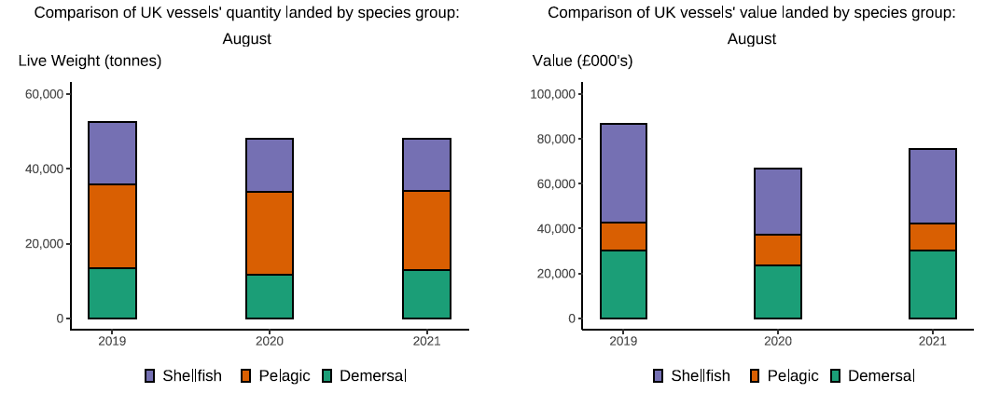 Comparison of UK vessels' quantity landed by species group:
August
Live Weight (tonnes)
60,000
40,000
20,000
0
2019 2020 2021
Shellfish Pelagic Demersal
Comparison of UK vessels' value landed by species group:
August
Value (£000's)
100,000
80,000
60,000
40,000
20,000
0
2019 2020 2021
Shellfish Pelagic Demersal